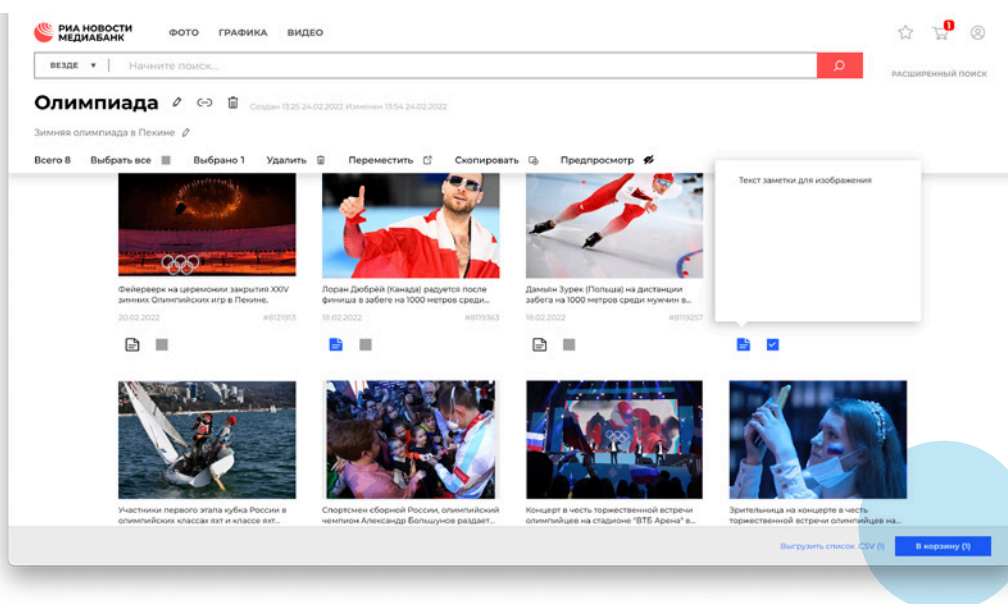 РИА НОВОСТИ
МЕДИАБАНК
ФОТО ГРАФИКА ВИДЕО
1
ВЕЗДЕ ▼ Начните поиск...
РАСШИРЕННЫЙ ПОИСК
Олимпиада
Создан 13:25 24.02.2022 Изменен 13:54 24.02.2022
Зимняя олимпиада в Пекине
Всего 8 Выбрать все Выбрано 1 Удалить Переместить Скопировать Предпросмотр
Текст заметки для изображения
Фейерверк на церемонии закрытия XXIV
зимних Олимпийских игр в Пекине.
20.02.2022 #8121913
Лоран Дюбрёй (Канада) радуется после
финиша в забеге на 1000 метров среди...
18.02.2022 #8119363
Дамьян Зурек (Польша) на дистанции
забега на 1000 метров среди мужчин в...
18.02.2022 #8119257
Участники первого этапа кубка России в
олимпийских классах яхт и классе яхт...
Спортсмен сборной России, олимпийский
чемпион Александр Большунов раздает...
Концерт в честь торжественной встречи
олимпийцев на стадионе "ВТБ Арена" в...
Зрительница на концерте в честь
торжественной встречи олимпийцев на...
Выгрузить список .CSV (1) В корзину (1)